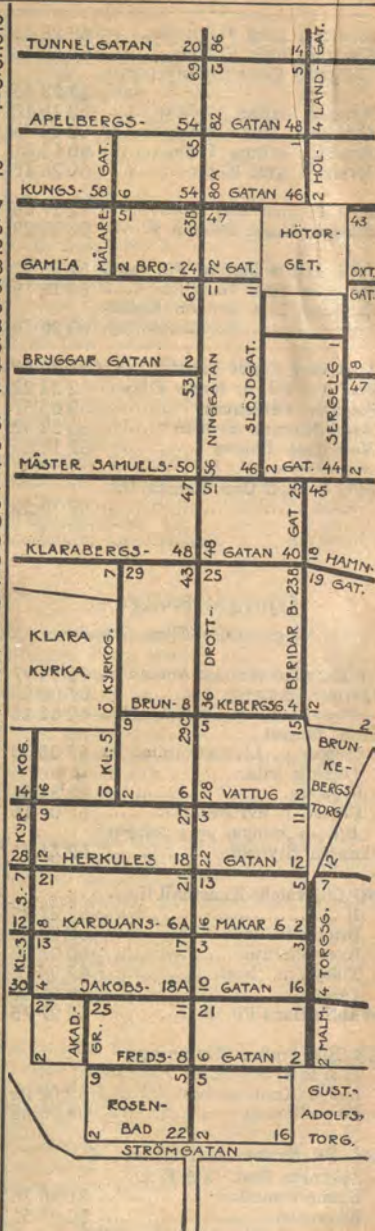 TUNNELGATAN 20 86 14
69 13 5
APELBERGS- 54 82 GATAN 48 4
LAND- GAT.
65 1
KUNGS- 58 6 54 80A GATAN 46 2 HOL-
MÄLARE GAT.
51 63B 47 HÖTOR- 43
GAMLA 2 BRO- 24 72 GAT. GET. OXT.
61 11 11 GAT.
BRYGGAR GATAN 2 8
53 47
NINGGATAN
SLÖJDGAT.
SERGELG 1
MÄSTER SAMUELS- 50 56 46 2 GAT. 44 2
47 51 25 45
KLARABERGS- 48 48 GATAN 40 18 HAMN-
19 GAT.
7 29 43 25 23B
KLARA
KYRKA.
Ö KYRKOG.
DROTT-
BERIDAR B- GAT
BRUN- 8 36 KEBERGSG. 4 12
9 29C 5 15 2
BRUN
KE-
BERGS
TORG.
KOG. KL- 5
14 16 10 2 6 28 VATTUG 2
KYR- 9 27 3 11
28 12 HERKULES 18 22 GATAN 12 12
S.- 7 21 21 13 5 7
12 8 KARDUANS- 6A 16 MAKAR 6 2
KL- 3 13 17 3 3
30 4 JAKOBS- 18A 10 GATAN 16 4
TORGSG.
27 25 11 21
2 AKAD.- GR. FREDS- 8 6 GATAN 2 2 MALM-
9 5 5 GUST.-
ROSEN- ADOLFS,
2 BAD 22 2 16 TORG.
STRÖMGATAN